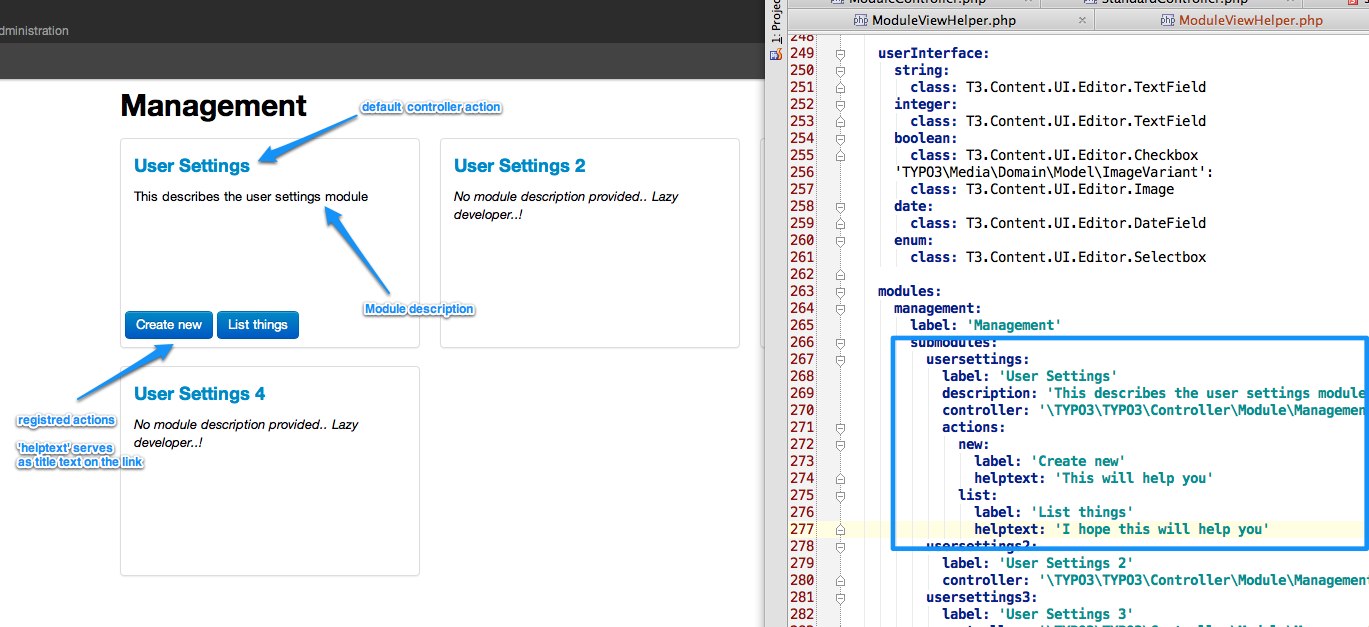 dministration
Management
default controller action
User Settings
This describes the user settings module
User Settings 2
No module description provided.. Lazy
developer..!
Module description
Create new
List things
registred actions
'helptext' serves
as title text on the link
User Settings 4
No module description provided.. Lazy
developer..!
1: Projec
ModuleController.php
StandardController.php
ModuleViewHelper.php
ModuleViewHelper.php
248
249 userInterface:
250 string:
251 class: T3.Content.UI.Editor.TextField
252 integer:
253 class: T3.Content.UI.Editor.TextField
254 boolean:
255 class: T3.Content.UI.Editor.Checkbox
256 'TYPO3\Media\Domain\Model\ImageVariant':
257 class: T3.Content.UI.Editor.Image
258 date:
259 class: T3.Content.UI.Editor.DateField
260 enum:
261 class: T3.Content.UI.Editor.Selectbox
262
263 modules:
264 management:
265 label: 'Management'
266 submodules:
267 usersettings:
268 label: 'User Settings'
269 description: 'This describes the user settings module
270 controller: '\TYPO3\TYPO3\Controller\Module\Managemen
271 actions:
272 new:
273 label: 'Create new'
274 helptext: 'This will help you'
275 list:
276 label: 'List things'
277 helptext: 'I hope this will help you'
278 usersettings2:
279 label: 'User Settings 2'
280 controller: '\TYPO3\TYPO3\Controller\Module\Management
281 usersettings3:
282 label: 'User Settings 3'